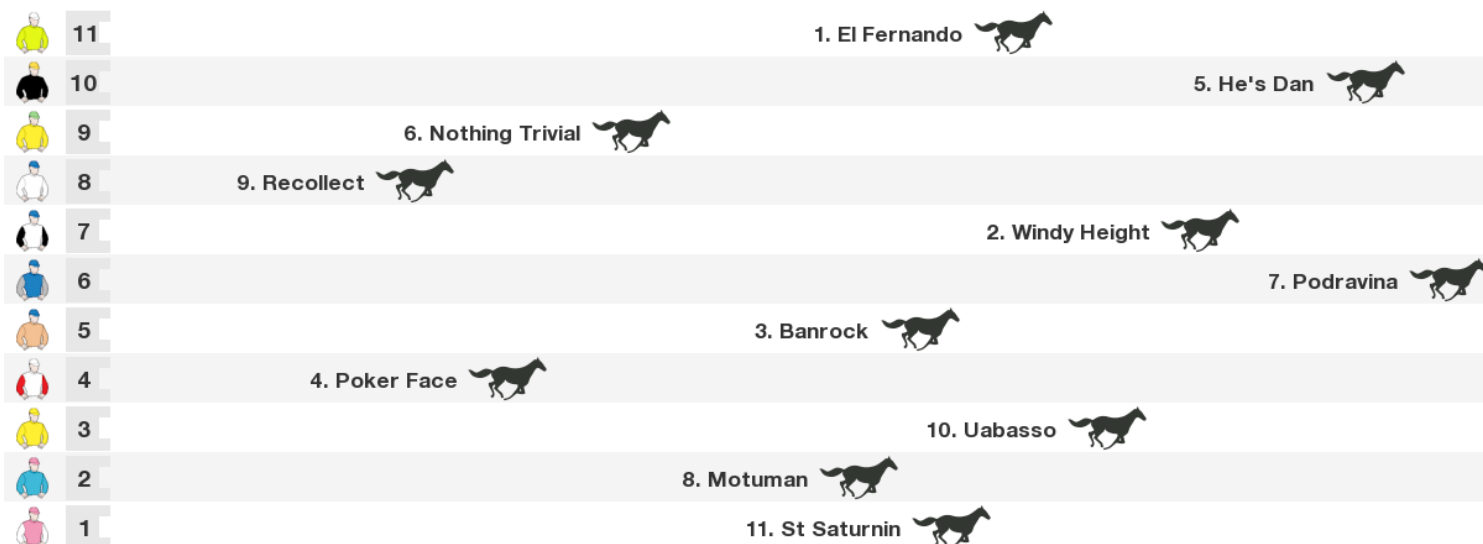 11 1. El Fernando
10 5. He's Dan
9 6. Nothing Trivial
8 9. Recollect
7 2. Windy Height
6 7. Podravina
5 3. Banrock
4 4. Poker Face
3 10. Uabasso
2 8. Motuman
1 11. St Saturnin